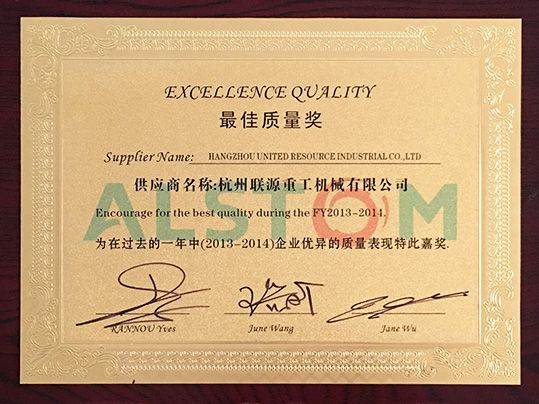 EXCELLENCE QUALITY
最佳质量奖
Supplier Name: HANGZHOU UNITED RESOURCE INDUSTRIAL CO.,LTD
供应商名称:杭州联源重工机械有限公司
ALSTOM
Encourage for the best quality during the FY2013-2014.
为在过去的一年中(2013-2014)企业优异的质量表现特此嘉奖.
RANNOU Yves June Wang Jane Wu